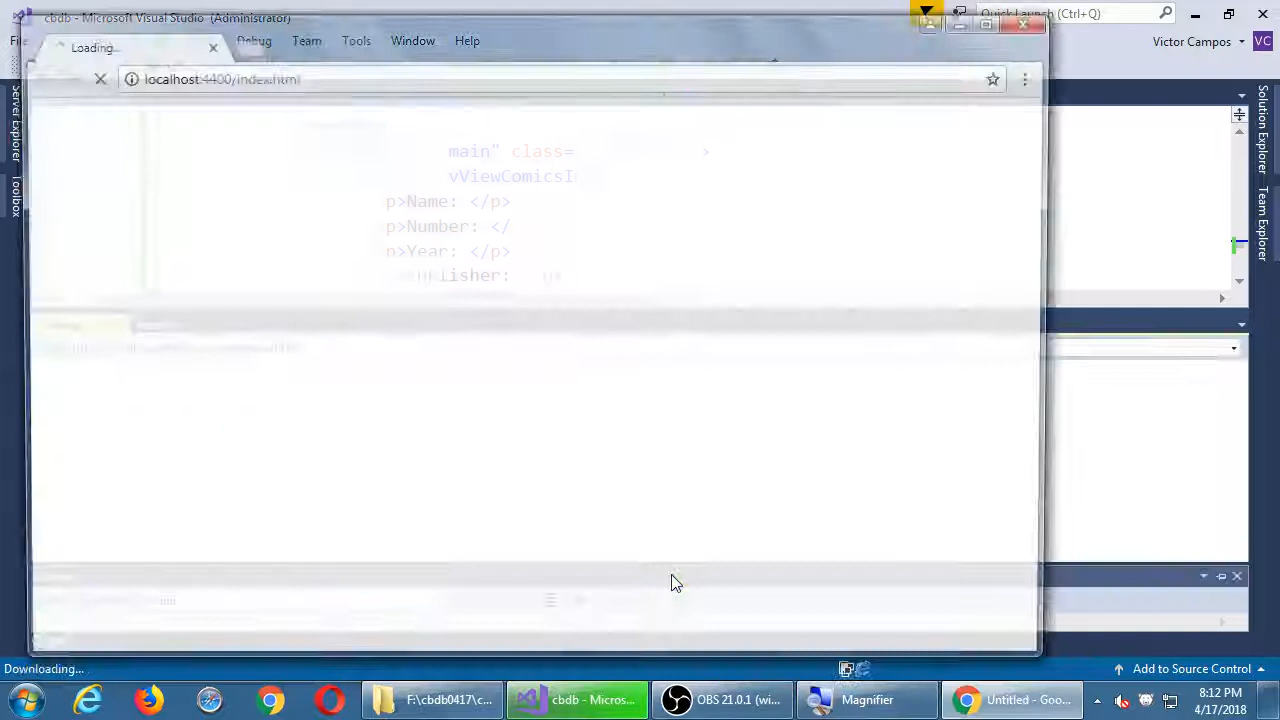 cbdb - Microsoft Visual Studio (Administrator)
Quick Launch (Ctrl+Q)
Loading...
Debug Team Tools Window Help
Victor Campos VC
localhost:4400/index.html
Server Explorer
Toolbox
Solution Explorer
Team Explorer
main" class= >
vViewComicsI
p>Name: </p>
p>Number: </
p>Year: </p>
lisher:
Downloading...
Add to Source Control
F:\cbdb0417\c...
cbdb - Micros...
OBS 21.0.1 (wi...
Magnifier
Untitled - Goo...
8:12 PM
4/17/2018